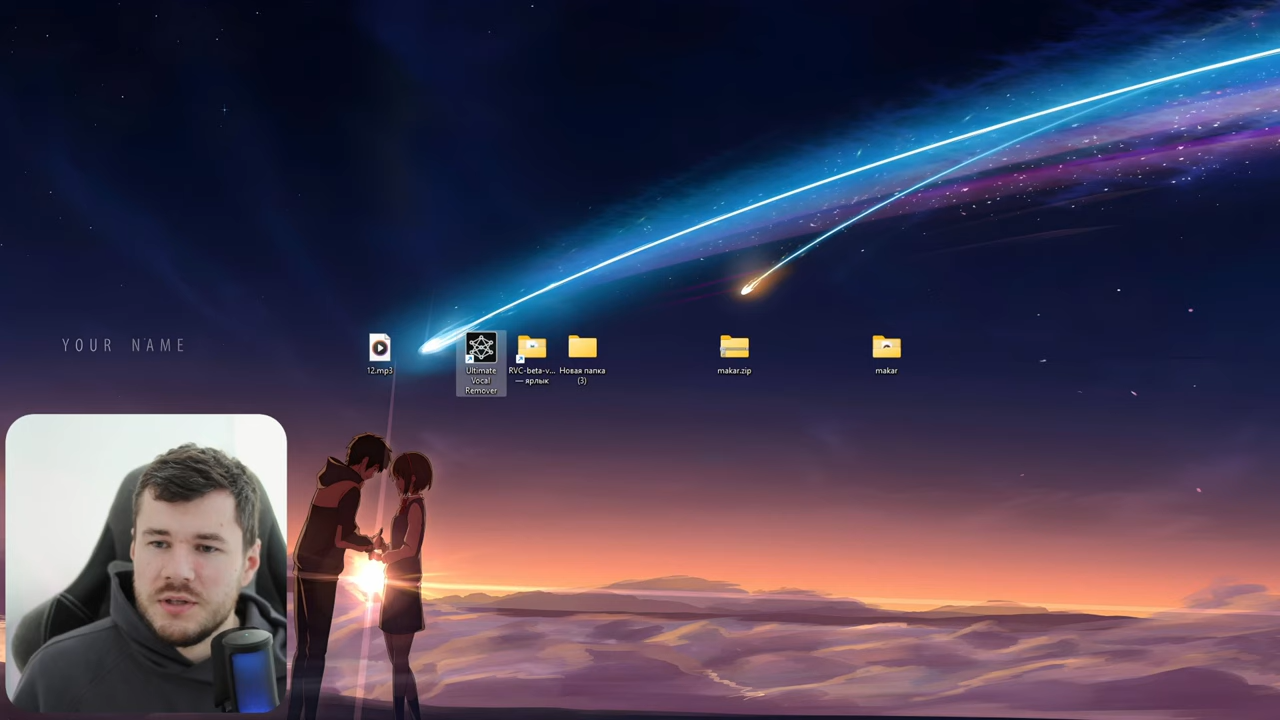 YOUR NAME
12.mp3
Ultimate
Vocal
Remover
RVC-beta-v...
— ярлык
Новая папка
(3)
makar.zip
makar